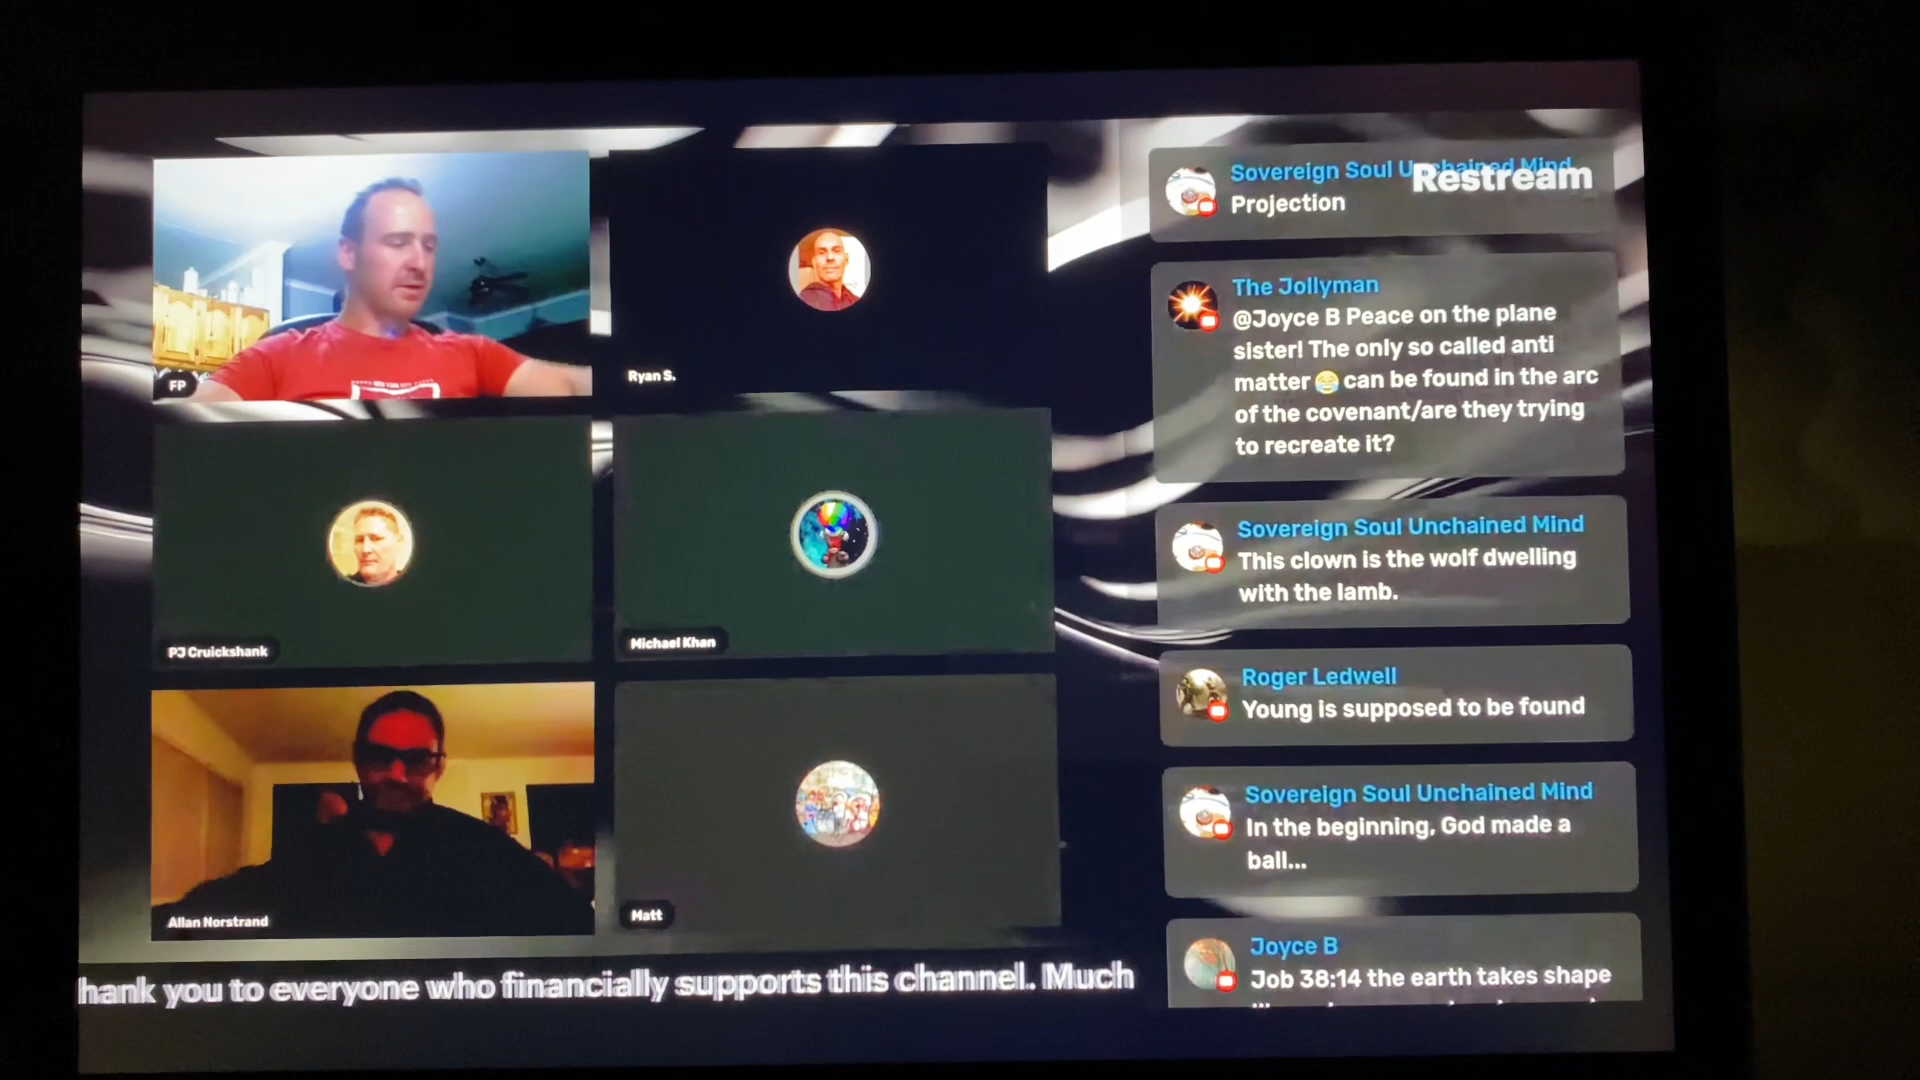 FP
Ryan S.
PJ Cruickshank
Michael Khan
Allan Norstrand
Matt
hank you to everyone who financially supports this channel. Much
Restream
Sovereign Soul Unchained Mind
Projection
The Jollyman
@Joyce B Peace on the plane
sister! The only so called anti
matter 😂 can be found in the arc
of the covenant/are they trying
to recreate it?
Sovereign Soul Unchained Mind
This clown is the wolf dwelling
with the lamb.
Roger Ledwell
Young is supposed to be found
Sovereign Soul Unchained Mind
In the beginning, God made a
ball...
Joyce B
Job 38:14 the earth takes shape